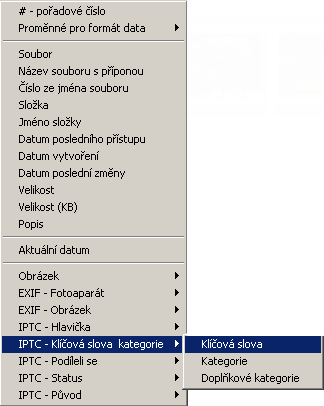 # - pořadové číslo
Proměnné pro formát data
Soubor
Název souboru s příponou
Číslo ze jména souboru
Složka
Jméno složky
Datum posledního přístupu
Datum vytvoření
Datum poslední změny
Velikost
Velikost (KB)
Popis
Aktuální datum
Obrázek
EXIF - Fotoaparát
EXIF - Obrázek
IPTC - Hlavička
IPTC - Klíčová slova kategorie
Klíčová slova
IPTC - Podíleli se
Kategorie
IPTC - Status
Doplňkové kategorie
IPTC - Původ